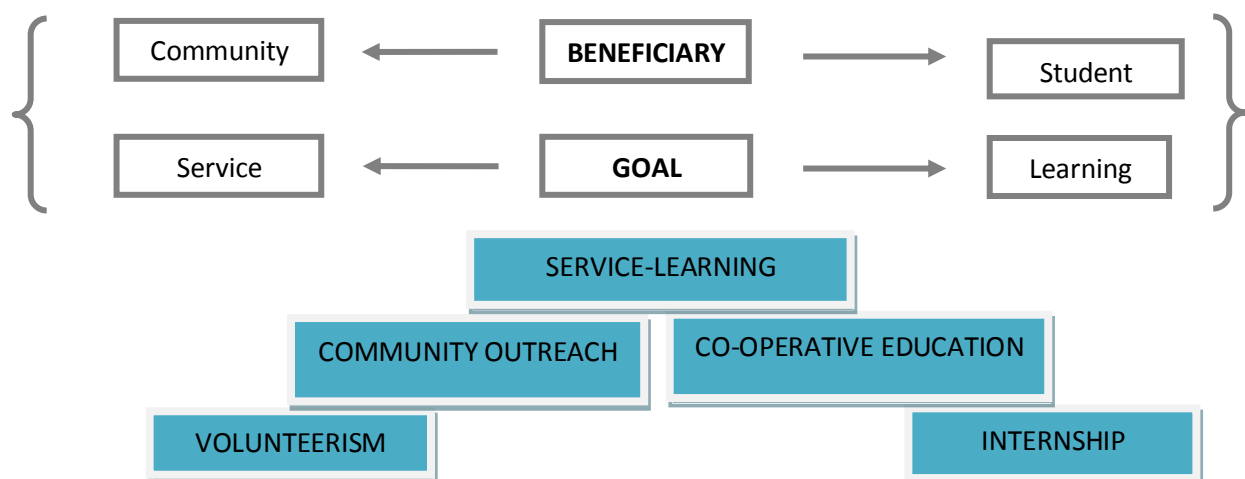 Community
BENEFICIARY
Student
Service
GOAL
Learning
SERVICE-LEARNING
COMMUNITY OUTREACH
CO-OPERATIVE EDUCATION
VOLUNTEERISM
INTERNSHIP